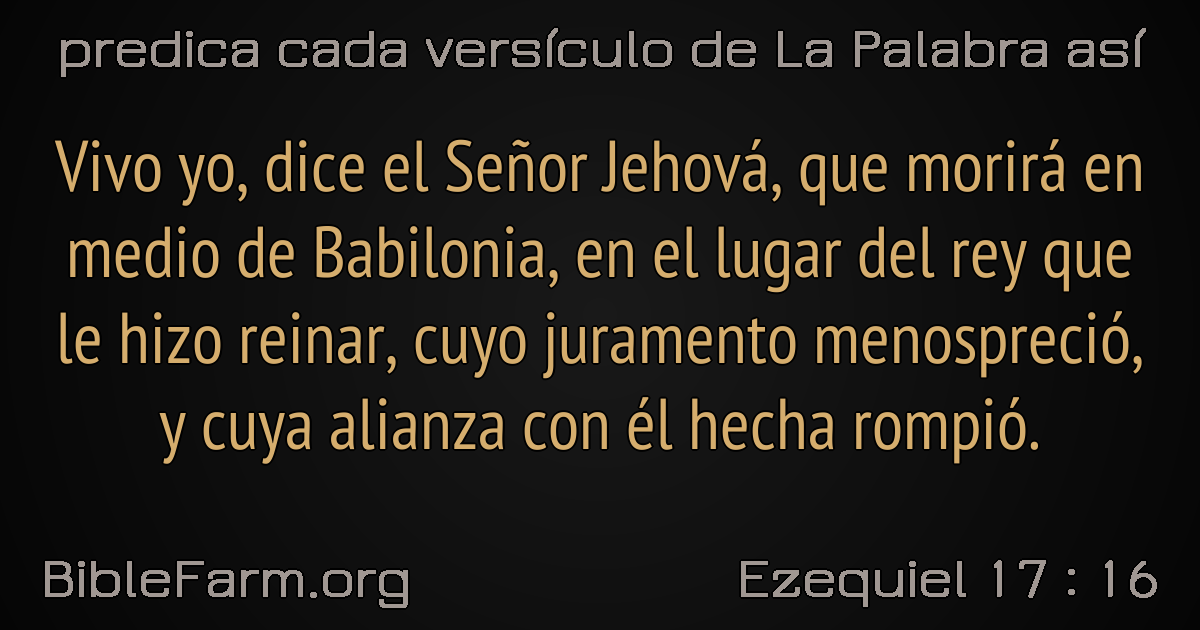 predica cada versículo de La Palabra así
Vivo yo, dice el Señor Jehová, que morirá en
medio de Babilonia, en el lugar del rey que
le hizo reinar, cuyo juramento menospreció,
y cuya alianza con él hecha rompió.
BibleFarm.org
Ezequiel 17 : 16